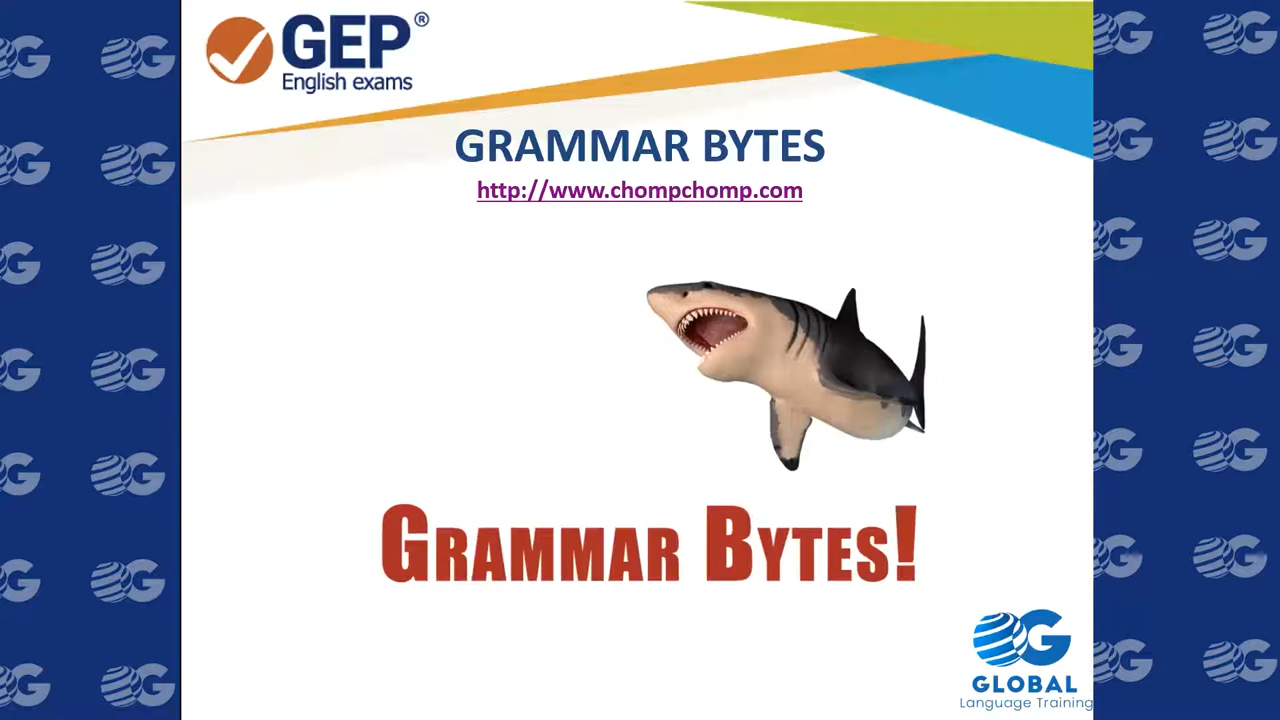 GEP®
English exams
GRAMMAR BYTES
http://www.chompchomp.com
GRAMMAR BYTES!
G
GLOBAL
Language Training